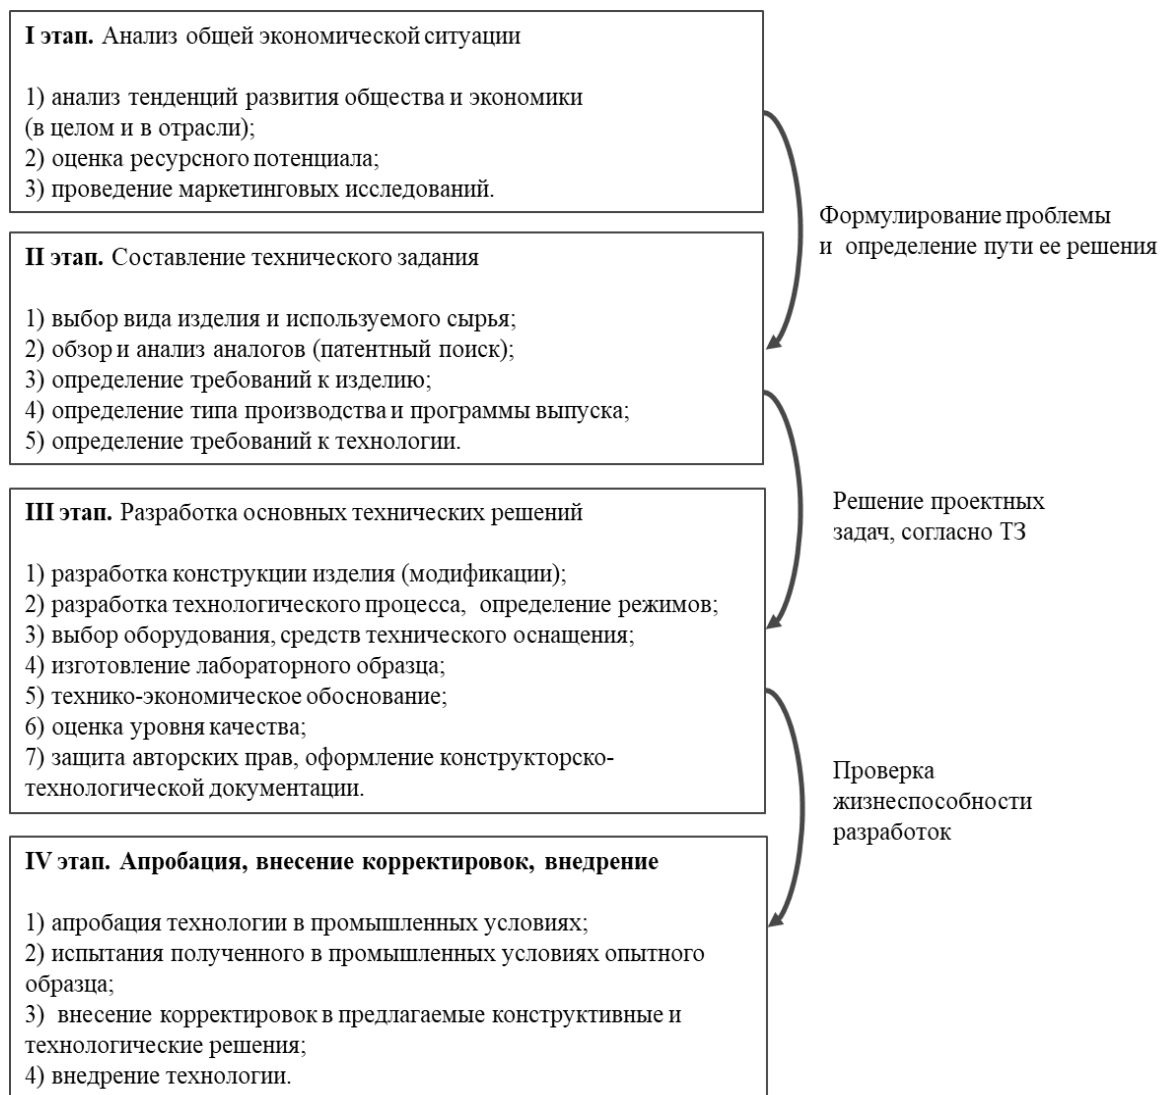 I этап. Анализ общей экономической ситуации
1) анализ тенденций развития общества и экономики
(в целом и в отрасли);
2) оценка ресурсного потенциала;
3) проведение маркетинговых исследований.
Формулирование проблемы
и определение пути ее решения
II этап. Составление технического задания
1) выбор вида изделия и используемого сырья;
2) обзор и анализ аналогов (патентный поиск);
3) определение требований к изделию;
4) определение типа производства и программы выпуска;
5) определение требований к технологии.
Решение проектных
задач, согласно ТЗ
III этап. Разработка основных технических решений
1) разработка конструкции изделия (модификации);
2) разработка технологического процесса, определение режимов;
3) выбор оборудования, средств технического оснащения;
4) изготовление лабораторного образца;
5) технико-экономическое обоснование;
6) оценка уровня качества;
7) защита авторских прав, оформление конструкторско-
технологической документации.
Проверка
жизнеспособности
разработок
IV этап. Апробация, внесение корректировок, внедрение
1) апробация технологии в промышленных условиях;
2) испытания полученного в промышленных условиях опытного
образца;
3) внесение корректировок в предлагаемые конструктивные и
технологические решения;
4) внедрение технологии.